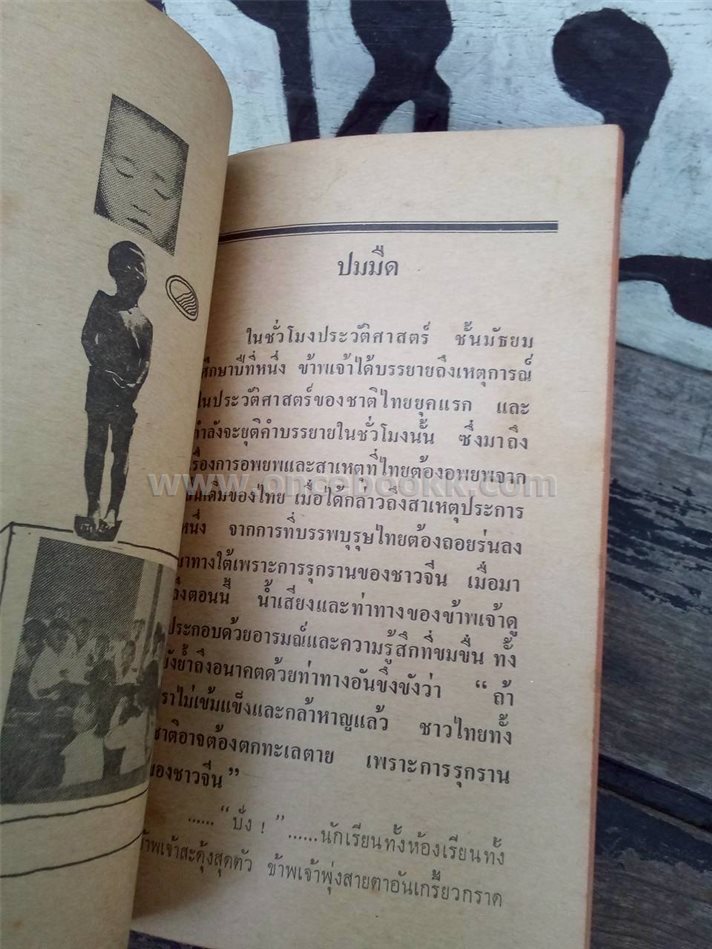 ปมมืด
ในชั่วโมงประวัติศาสตร์ ชั้นมัธยม
ศึกษาปีที่หนึ่ง ข้าพเจ้าได้บรรยายถึงเหตุการณ์
ในประวัติศาสตร์ของชาติไทยยุคแรก และ
กำลังจะยุติคำบรรยายในชั่วโมงนั้น ซึ่งมาถึง
เรื่องการอพยพและสาเหตุที่ไทยต้องอพยพจาก
www.oncebookk.com
เดิมของไทย เมื่อได้กล่าวถึงสาเหตุประการ
หนึ่ง จากการที่บรรพบุรุษไทยต้องถอยร่นลง
มาทางใต้เพราะการรุกรานของชาวจีน เมื่อมา
ถึงตอนนี้ น้ำเสียงและท่าทางของข้าพเจ้าดู
ประกอบด้วยอารมณ์และความรู้สึกที่ขมขื่น ทั้ง
ยังย้ำถึงอนาคตด้วยท่าทางอันขึงขังว่า “ ถ้า
เราไม่เข้มแข็งและกล้าหาญแล้ว ชาวไทยทั้ง
ชาติอาจต้องตกทะเลตาย เพราะการรุกราน
ของชาวจีน”
...... “ บั่ง ! ” ......นักเรียนทั้งห้องเรียนทั้ง
ข้าพเจ้าสะดุ้งสุดตัว ข้าพเจ้าพุ่งสายตาอันเกรี้ยวกราด